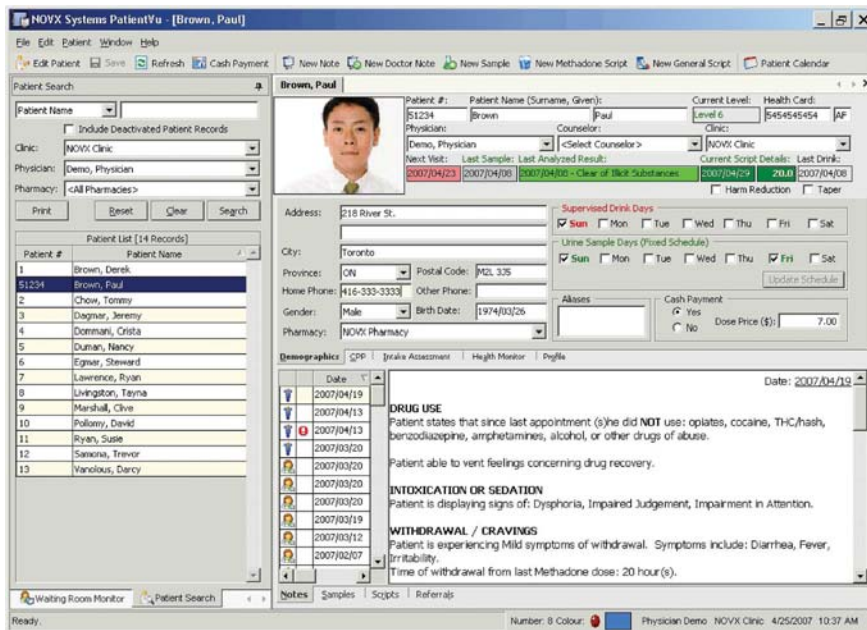 NOVX Systems PatientVu - [Brown, Paul]
File Edit Patient Window Help
Edit Patient Save Refresh Cash Payment New Note New Doctor Note New Sample New Methadone Script New General Script Patient Calendar
Patient Search
Patient Name
Include Deactivated Patient Records
Clinic: NOVX Clinic
Physician: Demo, Physician
Pharmacy: <All Pharmacies>
Print Reset Clear Search
Patient List [14 Records]
Patient # Patient Name
1 Brown, Derek
51234 Brown, Paul
2 Chow, Tommy
3 Dagmar, Jeremy
4 Dommani, Crista
5 Duman, Nancy
6 Egmar, Steward
7 Lawrence, Ryan
8 Livingston, Tayna
9 Marshall, Clive
10 Pollomy, David
11 Ryan, Susie
12 Samona, Trevor
13 Vanolous, Darcy
Waiting Room Monitor Patient Search
Brown, Paul
Patient #: Patient Name (Surname, Given): Current Level: Health Card:
51234 Brown Paul Level 6 5454545454 AF
Physician: Counselor: Clinic:
Demo, Physician <Select Counselor> NOVX Clinic
Next Visit: Last Sample: Last Analyzed Result: Current Script Details: Last Drink:
2007/04/23 2007/04/08 2007/04/08 - Clear of Illicit Substances 2007/04/29 20.0 2007/04/08
Harm Reduction Taper
Address: 218 River St.
City: Toronto
Province: ON Postal Code: M2L 3J5
Home Phone: 416-333-3333 Other Phone:
Gender: Male Birth Date: 1974/03/26
Pharmacy: NOVX Pharmacy
Supervised Drink Days
Sun Mon Tue Wed Thu Fri Sat
Urine Sample Days (Fixed Schedule)
Sun Mon Tue Wed Thu Fri Sat
Update Schedule
Aliases
Cash Payment
Yes
No
Dose Price ($): 7.00
Demographics CPP Intake Assessment Health Monitor Profile
Date
2007/04/19
2007/04/13
2007/04/13
2007/03/20
2007/03/20
2007/03/20
2007/03/20
2007/03/19
2007/03/12
2007/02/07
Date: 2007/04/19
DRUG USE
Patient states that since last appointment (s)he did NOT use: opiates, cocaine, THC/hash,
benzodiazepine, amphetamines, alcohol, or other drugs of abuse.
Patient able to vent feelings concerning drug recovery.
INTOXICATION OR SEDATION
Patient is displaying signs of: Dysphoria, Impaired Judgement, Impairment in Attention.
WITHDRAWAL / CRAVINGS
Patient is experiencing Mild symptoms of withdrawal. Symptoms include: Diarrhea, Fever,
Irritability.
Time of withdrawal from last Methadone dose: 20 hour(s).
Notes Samples Scripts Referrals
Ready. Number: 8 Colour: Physician Demo NOVX Clinic 4/25/2007 10:37 AM